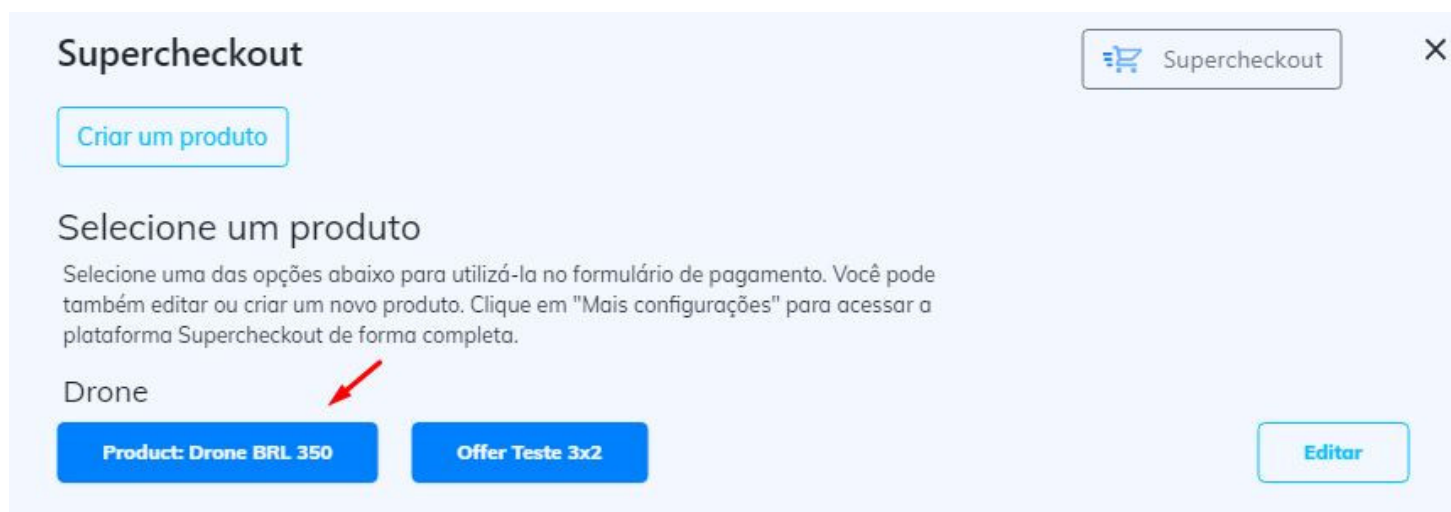 Supercheckout
Supercheckout
Criar um produto
Selecione um produto
Selecione uma das opções abaixo para utilizá-la no formulário de pagamento. Você pode
também editar ou criar um novo produto. Clique em "Mais configurações" para acessar a
plataforma Supercheckout de forma completa.
Drone
Product: Drone BRL 350
Offer Teste 3x2
Editar